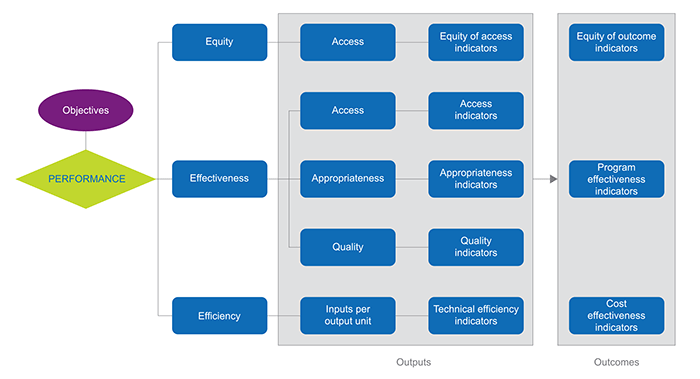 Objectives
PERFORMANCE
Equity
Access
Equity of access
indicators
Equity of outcome
indicators
Access
Access
indicators
Effectiveness
Appropriateness
Appropriateness
indicators
Program
effectiveness
indicators
Quality
Quality
indicators
Efficiency
Inputs per
output unit
Technical efficiency
indicators
Cost
effectiveness
indicators
Outputs
Outcomes